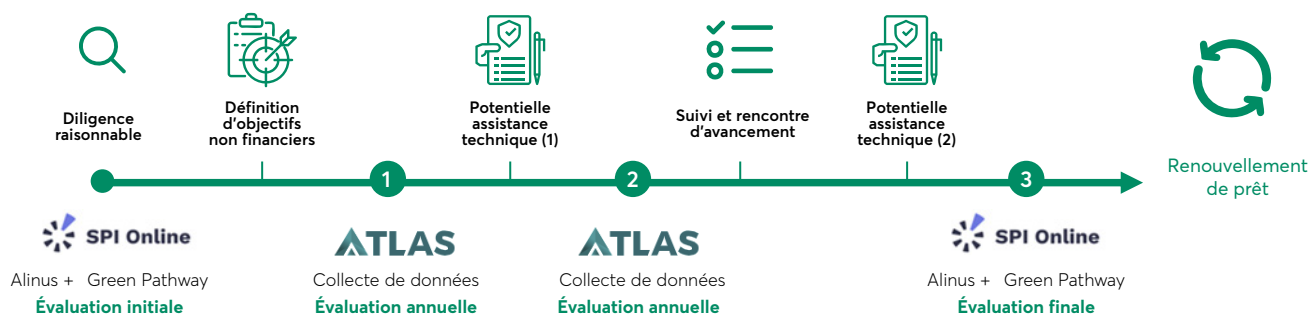 Diligence
raisonnable
Définition
d'objectifs
non financiers
Potentielle
assistance
technique (1)
Suivi et rencontre
d'avancement
Potentielle
assistance
technique (2)
Renouvellement
de prêt
1
2
3
SPI Online
Alinus + Green Pathway
Évaluation initiale
ATLAS
Collecte de données
Évaluation annuelle
ATLAS
Collecte de données
Évaluation annuelle
SPI Online
Alinus + Green Pathway
Évaluation finale